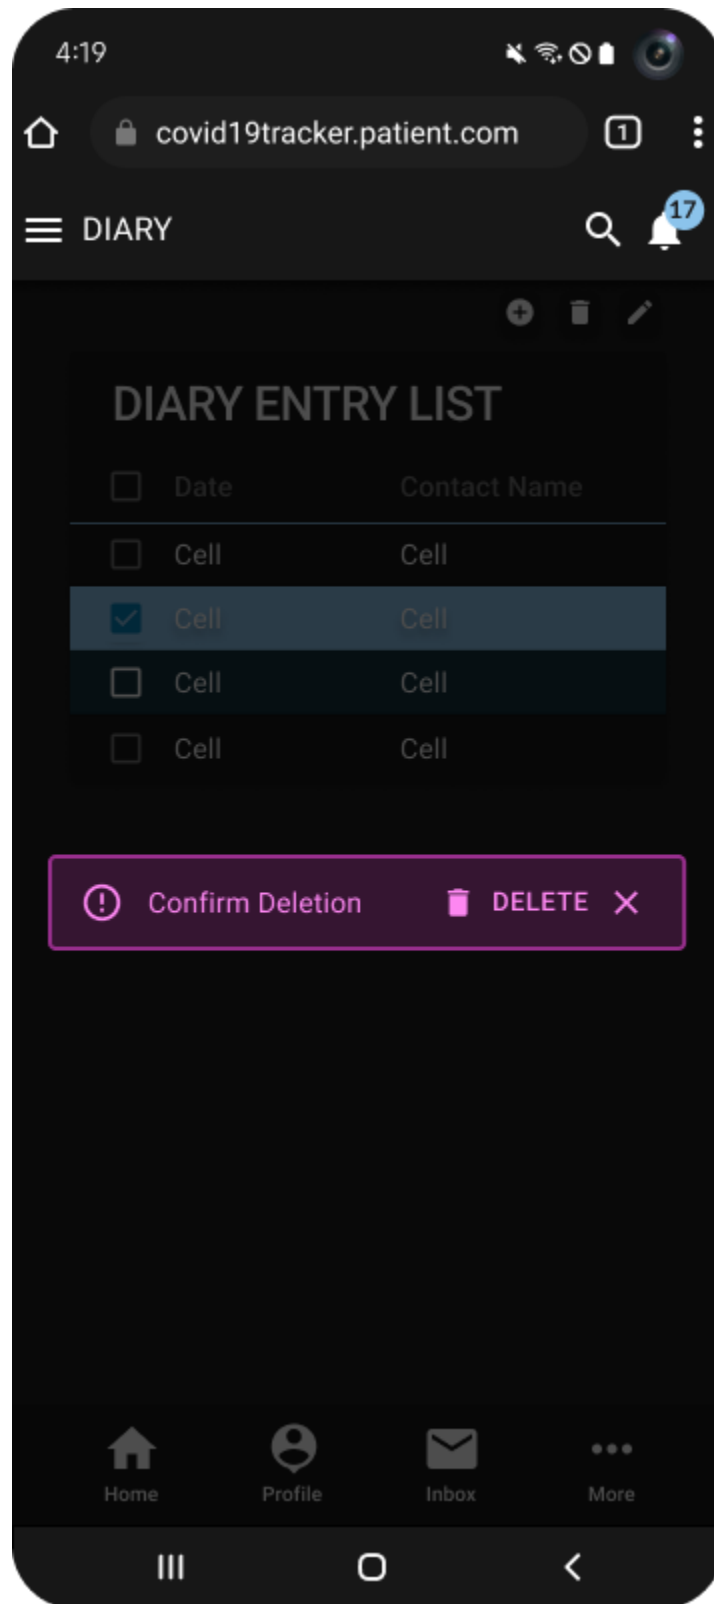 4:19
covid19tracker.patient.com 1
DIARY 17
DIARY ENTRY LIST
Date Contact Name
Cell Cell
Cell Cell
Cell Cell
Cell Cell
Confirm Deletion DELETE
Home Profile Inbox More